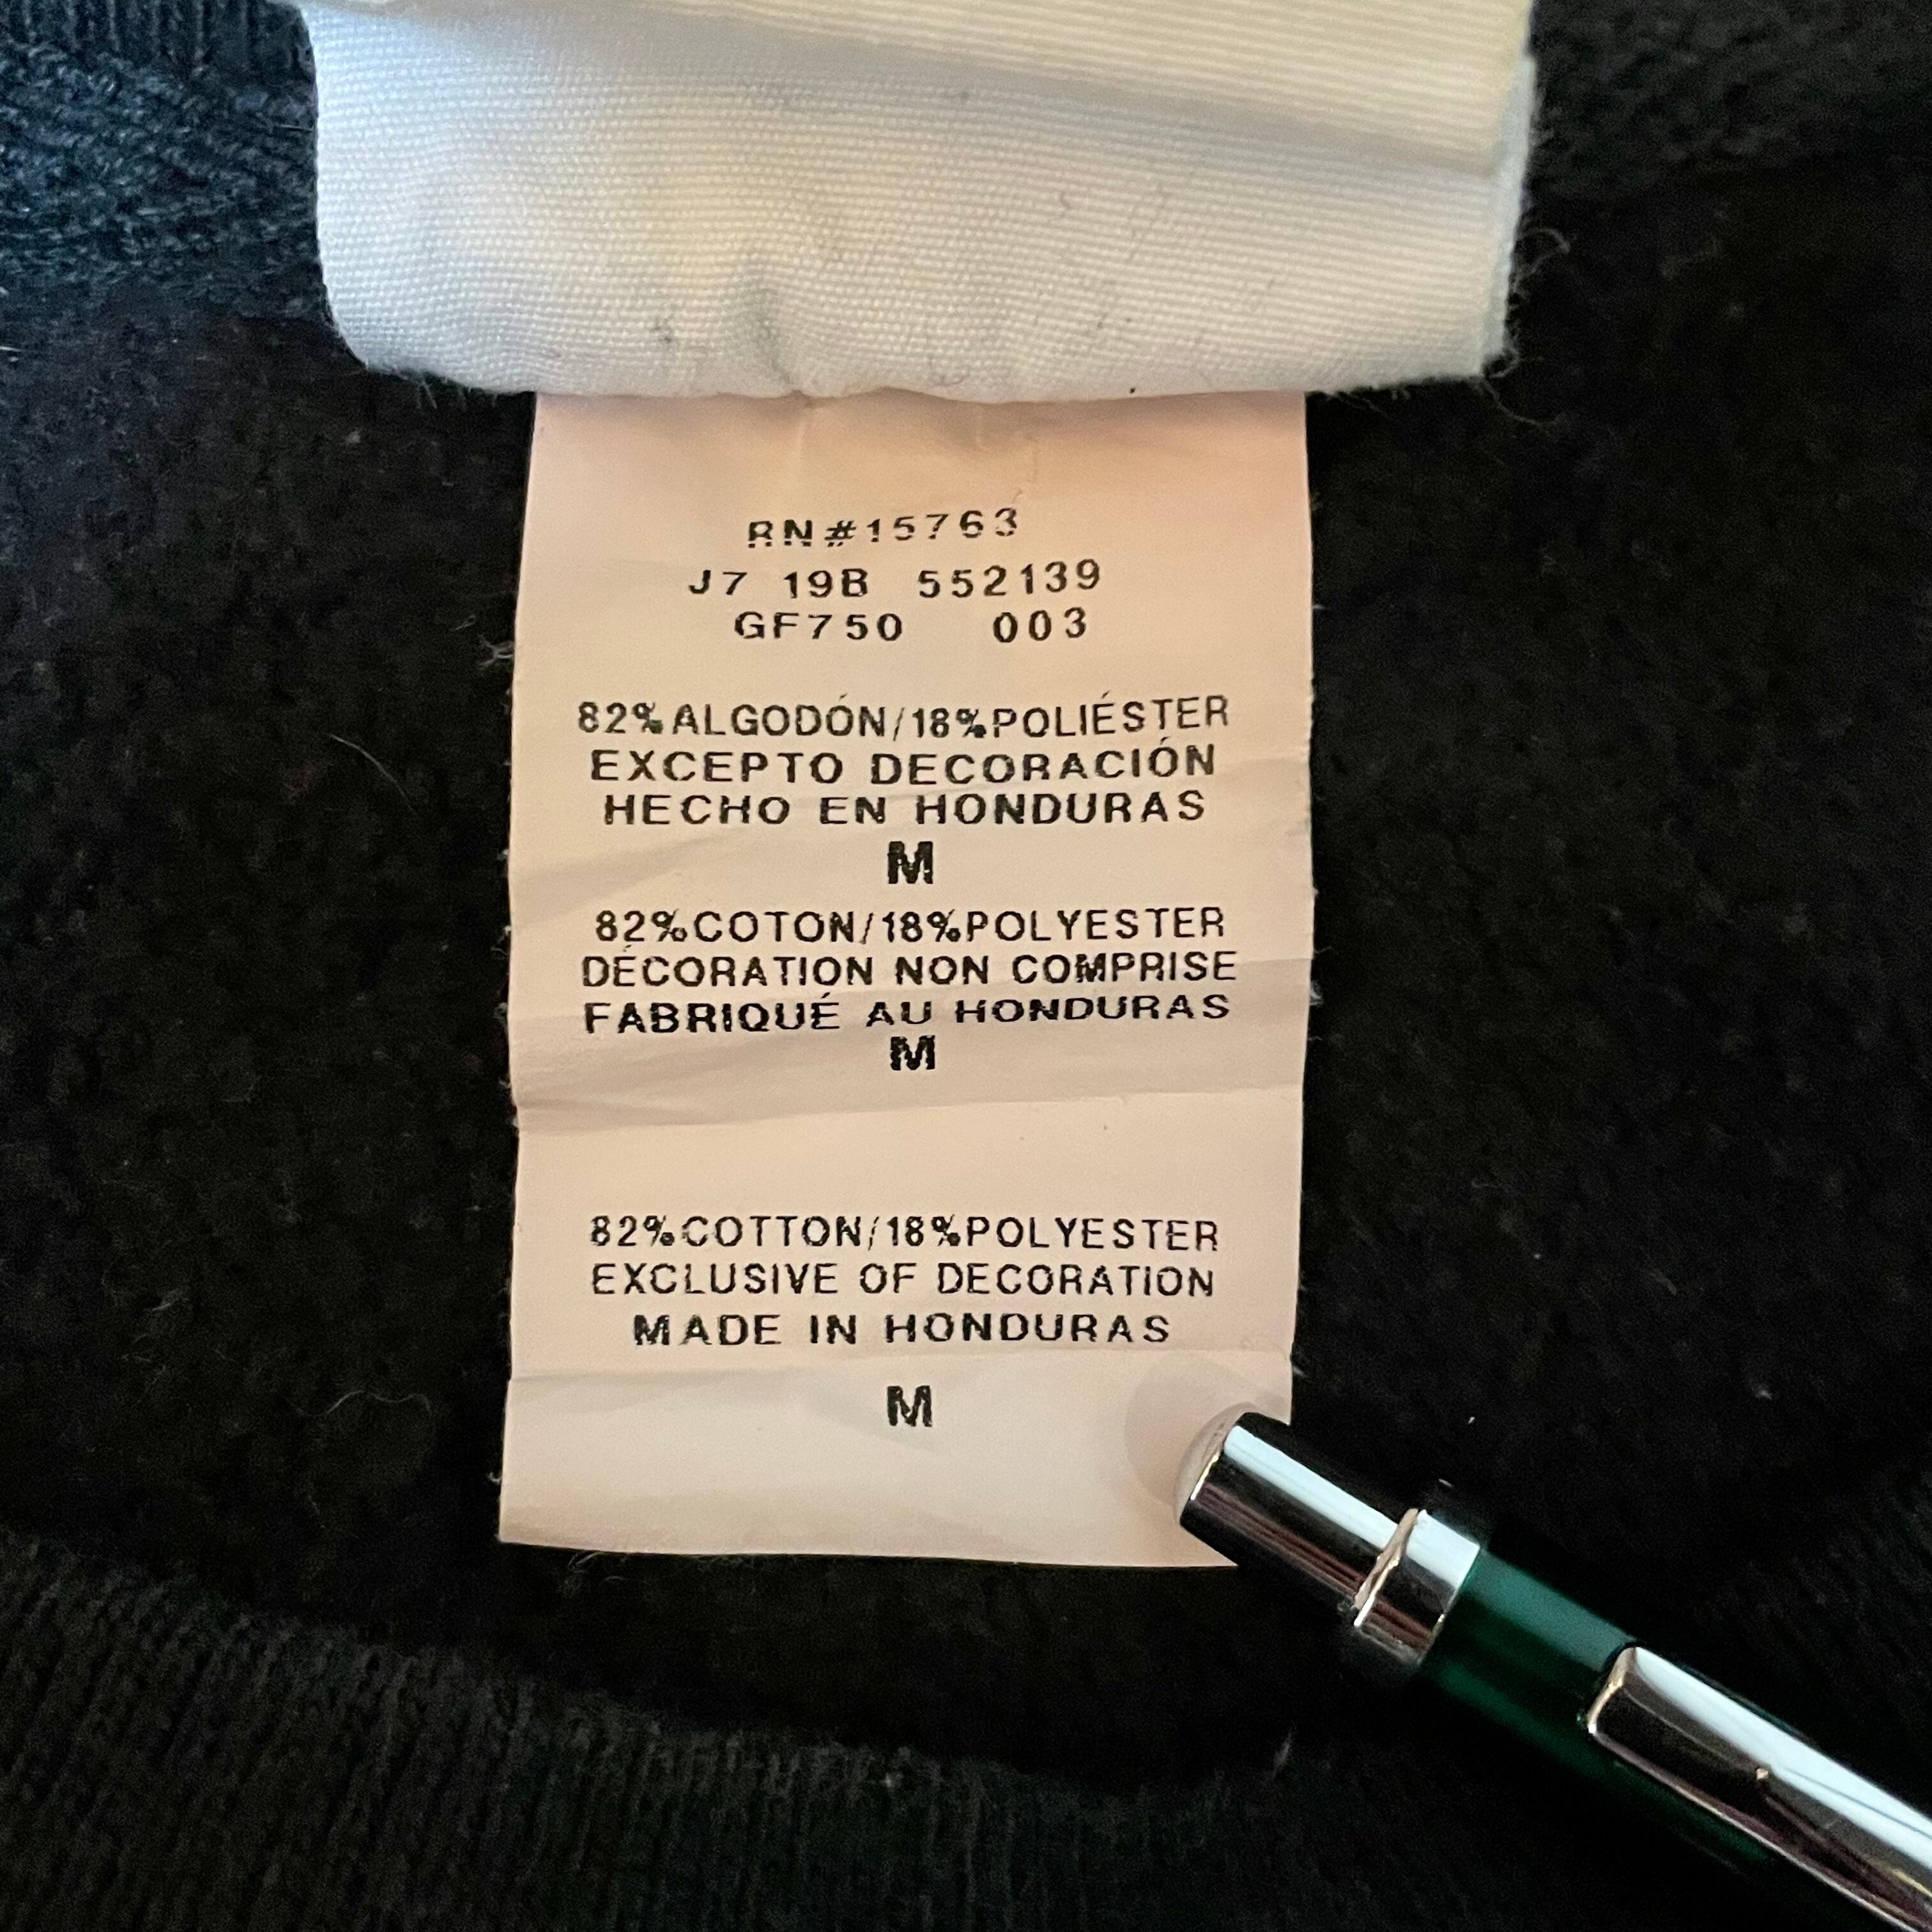 RN#15763
J7 19B 552139
GF750 003
82%ALGODÓN/18%POLIÉSTER
EXCEPTO DECORACIÓN
HECHO EN HONDURAS
M
82%COTON/18%POLYESTER
DÉCORATION NON COMPRISE
FABRIQUÉ AU HONDURAS
M
82%COTTON/18%POLYESTER
EXCLUSIVE OF DECORATION
MADE IN HONDURAS
M